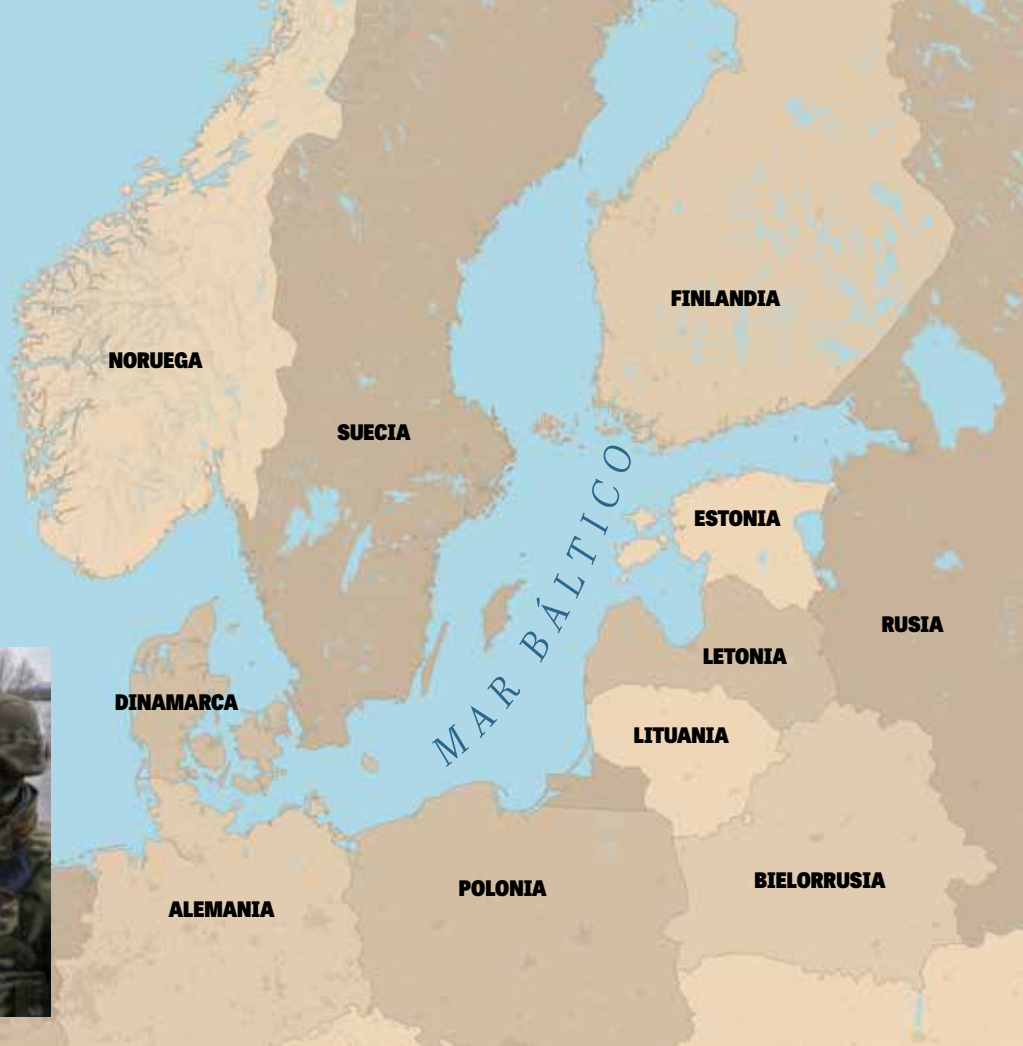 FINLANDIA
NORUEGA
SUECIA
MAR BÁLTICO
ESTONIA
RUSIA
LETONIA
DINAMARCA
LITUANIA
BIELORRUSIA
POLONIA
ALEMANIA